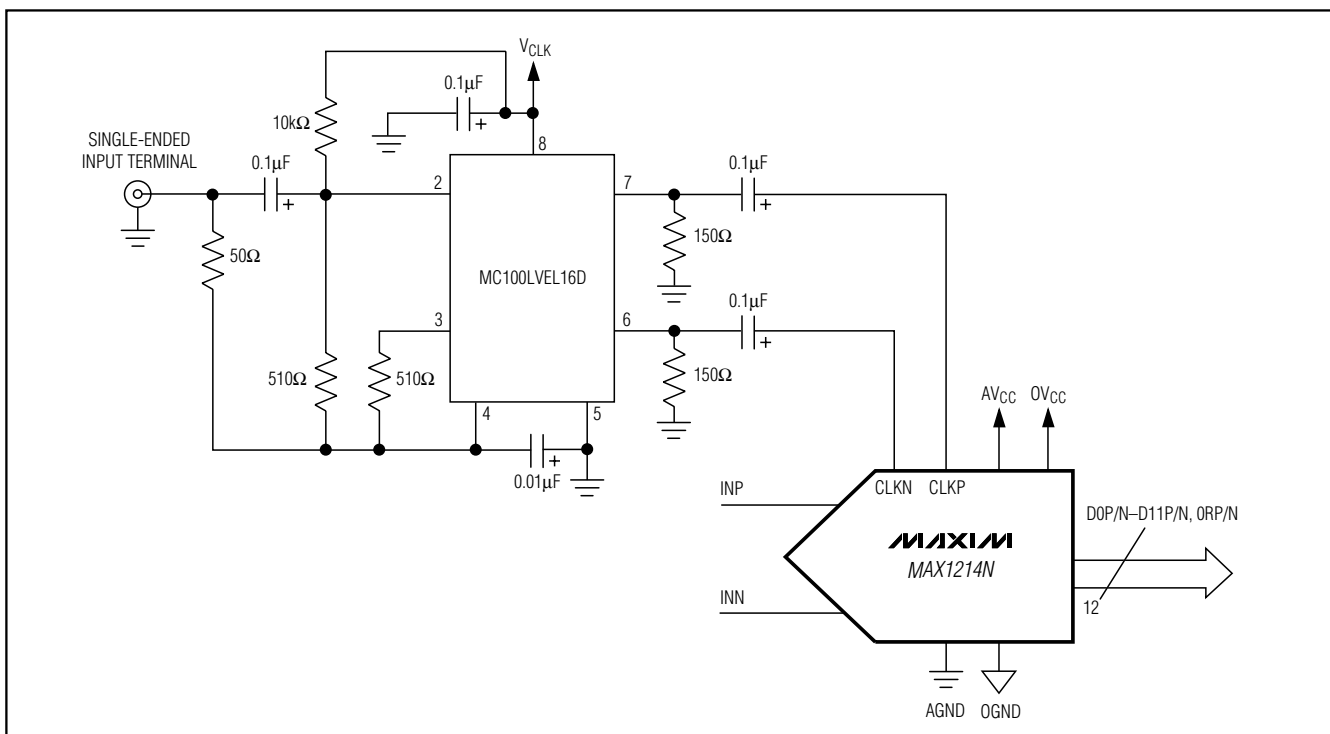 V_CLK
0.1µF
10kΩ
SINGLE-ENDED
INPUT TERMINAL
0.1µF
+
8
+
2
7
0.1µF
+
50Ω
150Ω
MC100LVEL16D
0.1µF
3
6
+
510Ω
510Ω
150Ω
4
5
AV_CC
OV_CC
+
0.01µF
CLKN
CLKP
INP
D0P/N–D11P/N, 0RP/N
MAXIM
MAX1214N
INN
12
AGND
OGND